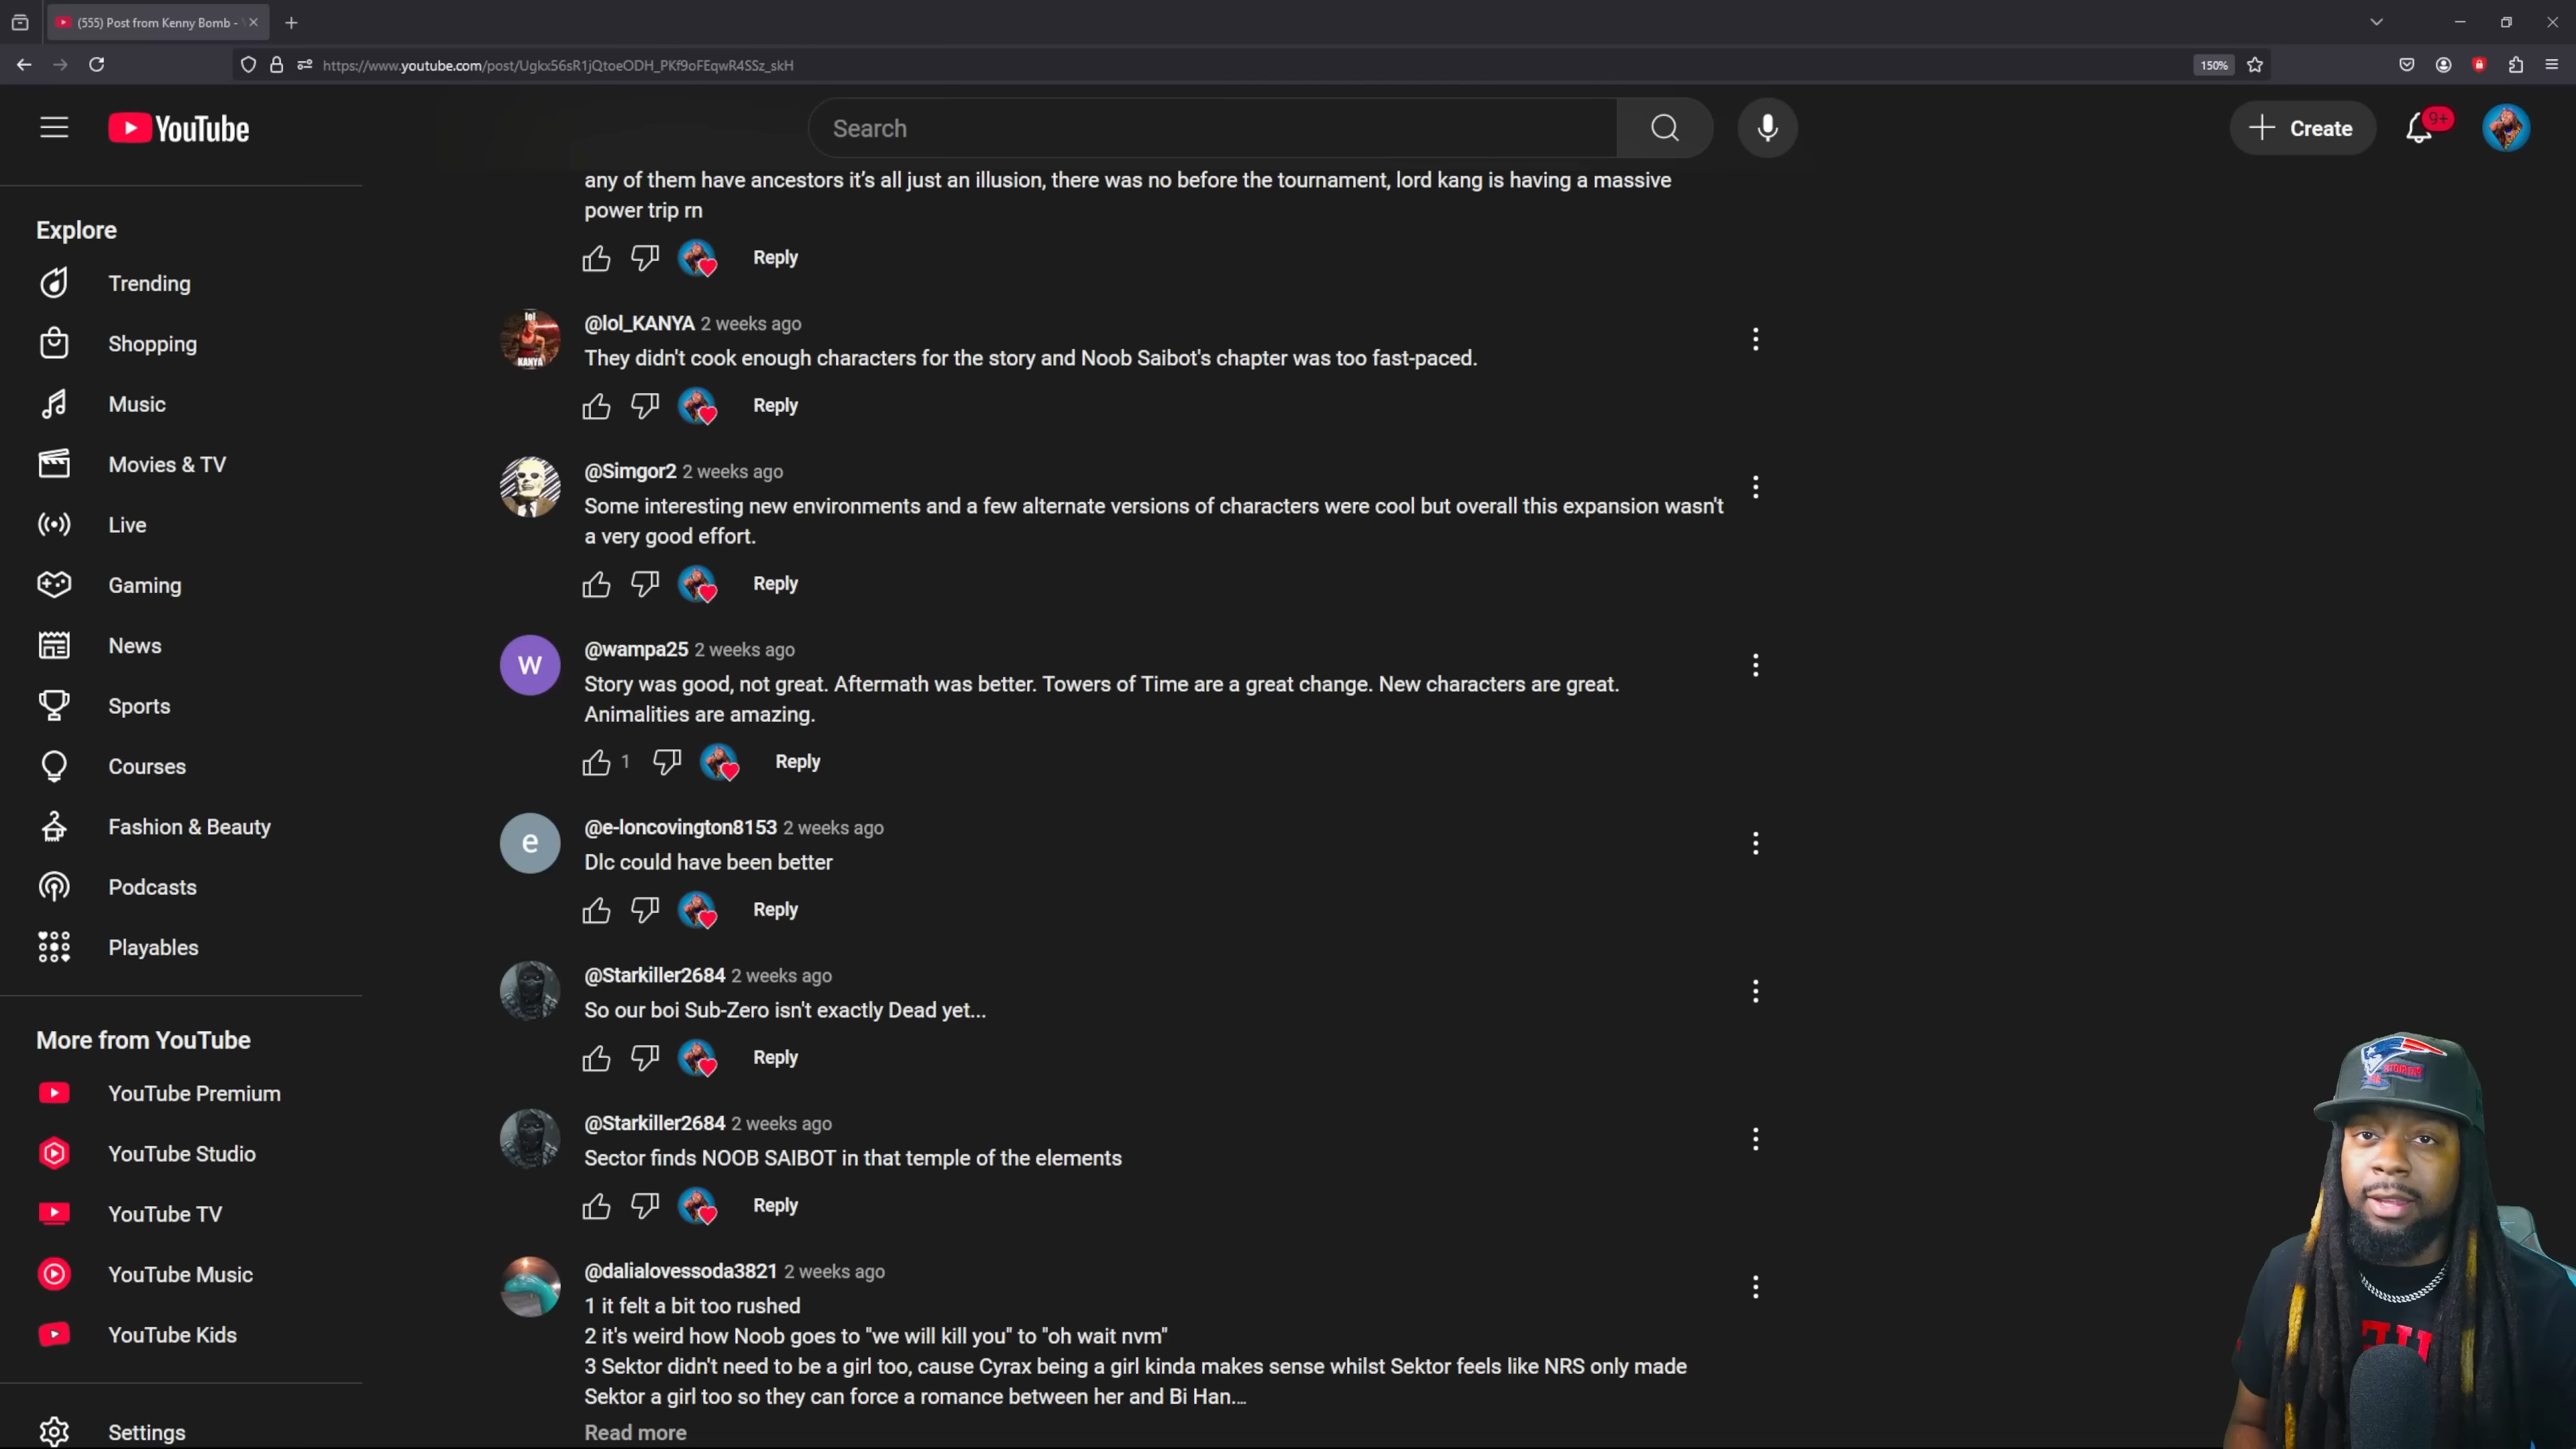 (555) Post from Kenny Bomb -
https://www.youtube.com/post/Ugkx56sR1jQtoeODH_PKf9oFEqwR4SSz_skH
150%
YouTube
Search
Create
9+
any of them have ancestors it's all just an illusion, there was no before the tournament, lord kang is having a massive
power trip rn
Reply
Explore
Trending
Shopping
Music
Movies & TV
Live
Gaming
News
Sports
Courses
Fashion & Beauty
Podcasts
Playables
More from YouTube
YouTube Premium
YouTube Studio
YouTube TV
YouTube Music
YouTube Kids
Settings
lol
KANYA
@lol_KANYA 2 weeks ago
They didn't cook enough characters for the story and Noob Saibot's chapter was too fast-paced.
Reply
@Simgor2 2 weeks ago
Some interesting new environments and a few alternate versions of characters were cool but overall this expansion wasn't
a very good effort.
Reply
w
@wampa25 2 weeks ago
Story was good, not great. Aftermath was better. Towers of Time are a great change. New characters are great.
Animalities are amazing.
1
Reply
e
@e-loncovington8153 2 weeks ago
Dlc could have been better
Reply
@Starkiller2684 2 weeks ago
So our boi Sub-Zero isn't exactly Dead yet...
Reply
@Starkiller2684 2 weeks ago
Sector finds NOOB SAIBOT in that temple of the elements
Reply
@dalialovessoda3821 2 weeks ago
1 it felt a bit too rushed
2 it's weird how Noob goes to "we will kill you" to "oh wait nvm"
3 Sektor didn't need to be a girl too, cause Cyrax being a girl kinda makes sense whilst Sektor feels like NRS only made
Sektor a girl too so they can force a romance between her and Bi Han...
Read more